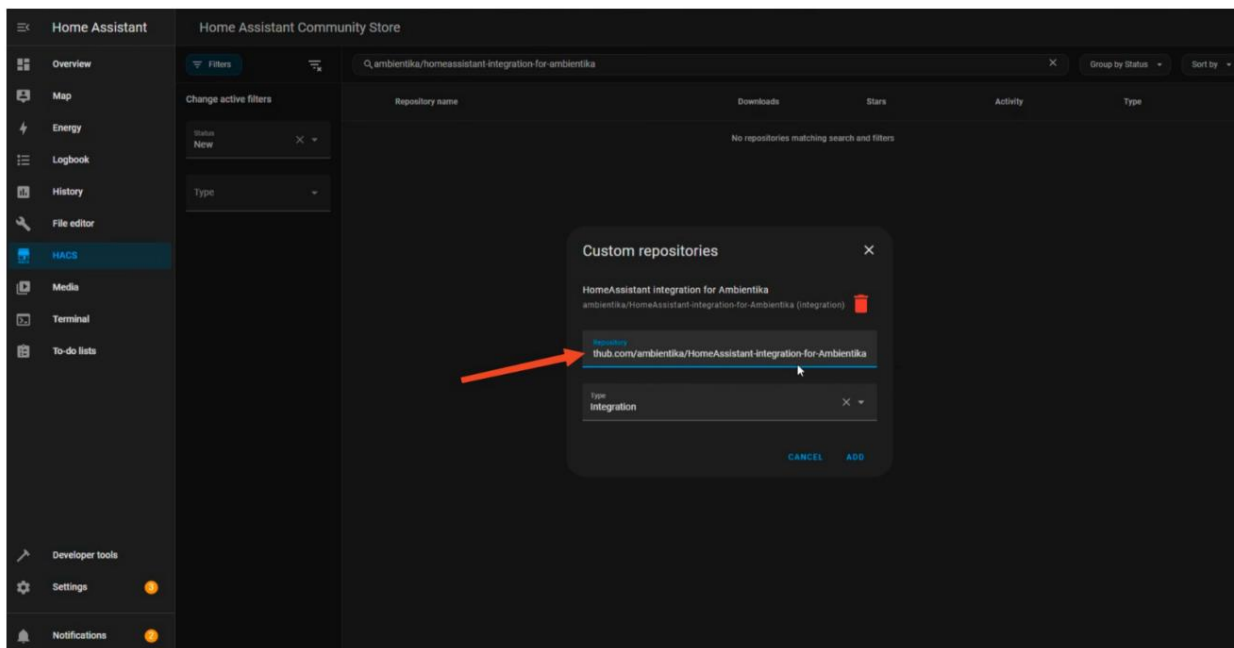 Home Assistant
Home Assistant Community Store
Overview
Map
Energy
Logbook
History
File editor
HACS
Media
Terminal
To-do lists
Developer tools
Settings 3
Notifications 2
Filters
Change active filters
Status
New
Type
ambientika/homeassistant-integration-for-ambientika
Group by Status
Sort by
Repository name Downloads Stars Activity Type
No repositories matching search and filters
Custom repositories
HomeAssistant integration for Ambientika
ambientika/HomeAssistant-integration-for-Ambientika (integration)
Repository
thub.com/ambientika/HomeAssistant-integration-for-Ambientika
Type
Integration
CANCEL ADD